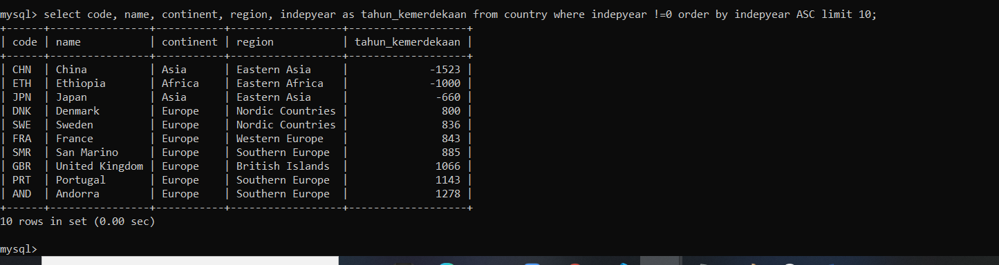 mysql> select code, name, continent, region, indepyear as tahun_kemerdekaan from country where indepyear !=0 order by indepyear ASC limit 10;
+------+----------------+-----------+------------------+-------------------+
| code | name           | continent | region           | tahun_kemerdekaan |
+------+----------------+-----------+------------------+-------------------+
| CHN  | China          | Asia      | Eastern Asia     |             -1523 |
| ETH  | Ethiopia       | Africa    | Eastern Africa   |             -1000 |
| JPN  | Japan          | Asia      | Eastern Asia     |              -660 |
| DNK  | Denmark        | Europe    | Nordic Countries |               800 |
| SWE  | Sweden         | Europe    | Nordic Countries |               836 |
| FRA  | France         | Europe    | Western Europe   |               843 |
| SMR  | San Marino     | Europe    | Southern Europe  |               885 |
| GBR  | United Kingdom | Europe    | British Islands  |              1066 |
| PRT  | Portugal       | Europe    | Southern Europe  |              1143 |
| AND  | Andorra        | Europe    | Southern Europe  |              1278 |
+------+----------------+-----------+------------------+-------------------+
10 rows in set (0.00 sec)
mysql>